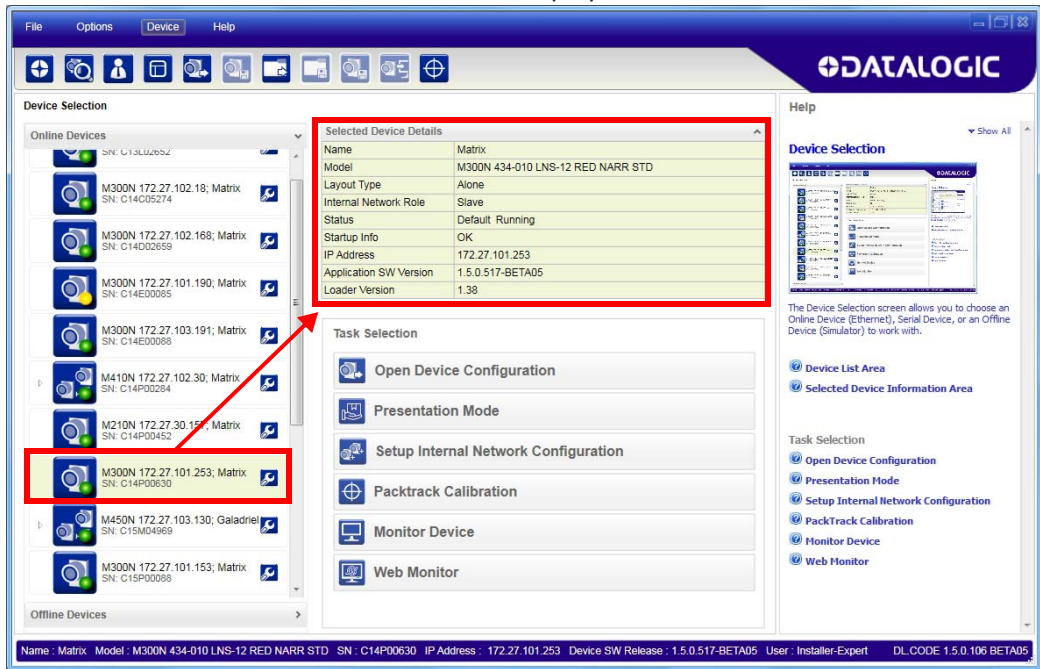 File Options Device Help
DATALOGIC
Device Selection
Online Devices
SN: C13L02652
M300N 172.27.102.18; Matrix
SN: C14C05274
M300N 172.27.102.168; Matrix
SN: C14D02659
M300N 172.27.101.190; Matrix
SN: C14E00085
M300N 172.27.103.191; Matrix
SN: C14E00088
M410N 172.27.102.30; Matrix
SN: C14P00284
M210N 172.27.30.157; Matrix
SN: C14P00452
M300N 172.27.101.253; Matrix
SN: C14P00630
M450N 172.27.103.130; Galadriel
SN: C15M04969
M300N 172.27.101.153; Matrix
SN: C15P00088
Offline Devices
Selected Device Details
Name Matrix
Model M300N 434-010 LNS-12 RED NARR STD
Layout Type Alone
Internal Network Role Slave
Status Default Running
Startup Info OK
IP Address 172.27.101.253
Application SW Version 1.5.0.517-BETA05
Loader Version 1.38
Task Selection
Open Device Configuration
Presentation Mode
Setup Internal Network Configuration
Packtrack Calibration
Monitor Device
Web Monitor
Help
Show All
Device Selection
The Device Selection screen allows you to choose an
Online Device (Ethernet), Serial Device, or an Offline
Device (Simulator) to work with.
Device List Area
Selected Device Information Area
Task Selection
Open Device Configuration
Presentation Mode
Setup Internal Network Configuration
PackTrack Calibration
Monitor Device
Web Monitor
Name : Matrix Model : M300N 434-010 LNS-12 RED NARR STD SN : C14P00630 IP Address : 172.27.101.253 Device SW Release : 1.5.0.517-BETA05 User : Installer-Expert DL.CODE 1.5.0.106 BETA05